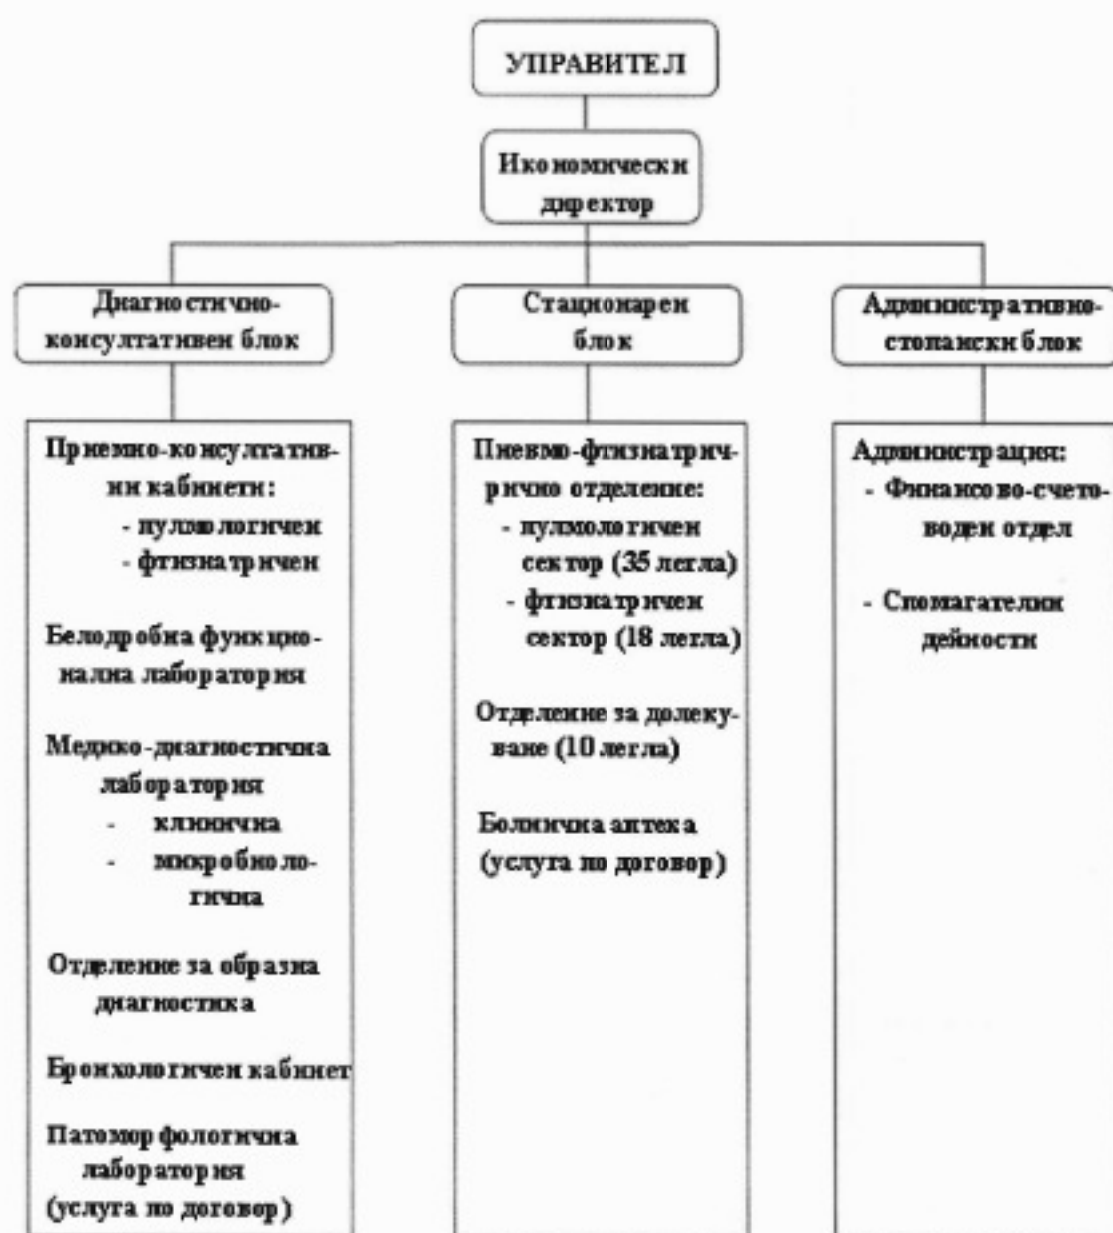 УПРАВИТЕЛ
Икономически
директор
Диагностично-
консултативен блок
Стационарен
блок
Административно-
стопански блок
Приемно-консултатив-
ни кабинети:
- пулмологичен
- фтизиатричен
Белодробна функцио-
нална лаборатория
Медико-диагностична
лаборатория
- клинична
- микробиоло-
гична
Отделение за образна
диагностика
Бронхологичен кабинет
Патоморфологична
лаборатория
(услуга по договор)
Пневмо-фтизиатрич-
рично отделение:
- пулмологичен
сектор (35 легла)
- фтизиатричен
сектор (18 легла)
Отделение за долеку-
ване (10 легла)
Болнична аптека
(услуга по договор)
Администрация:
- Финансово-счето-
воден отдел
- Спомагателни
дейности